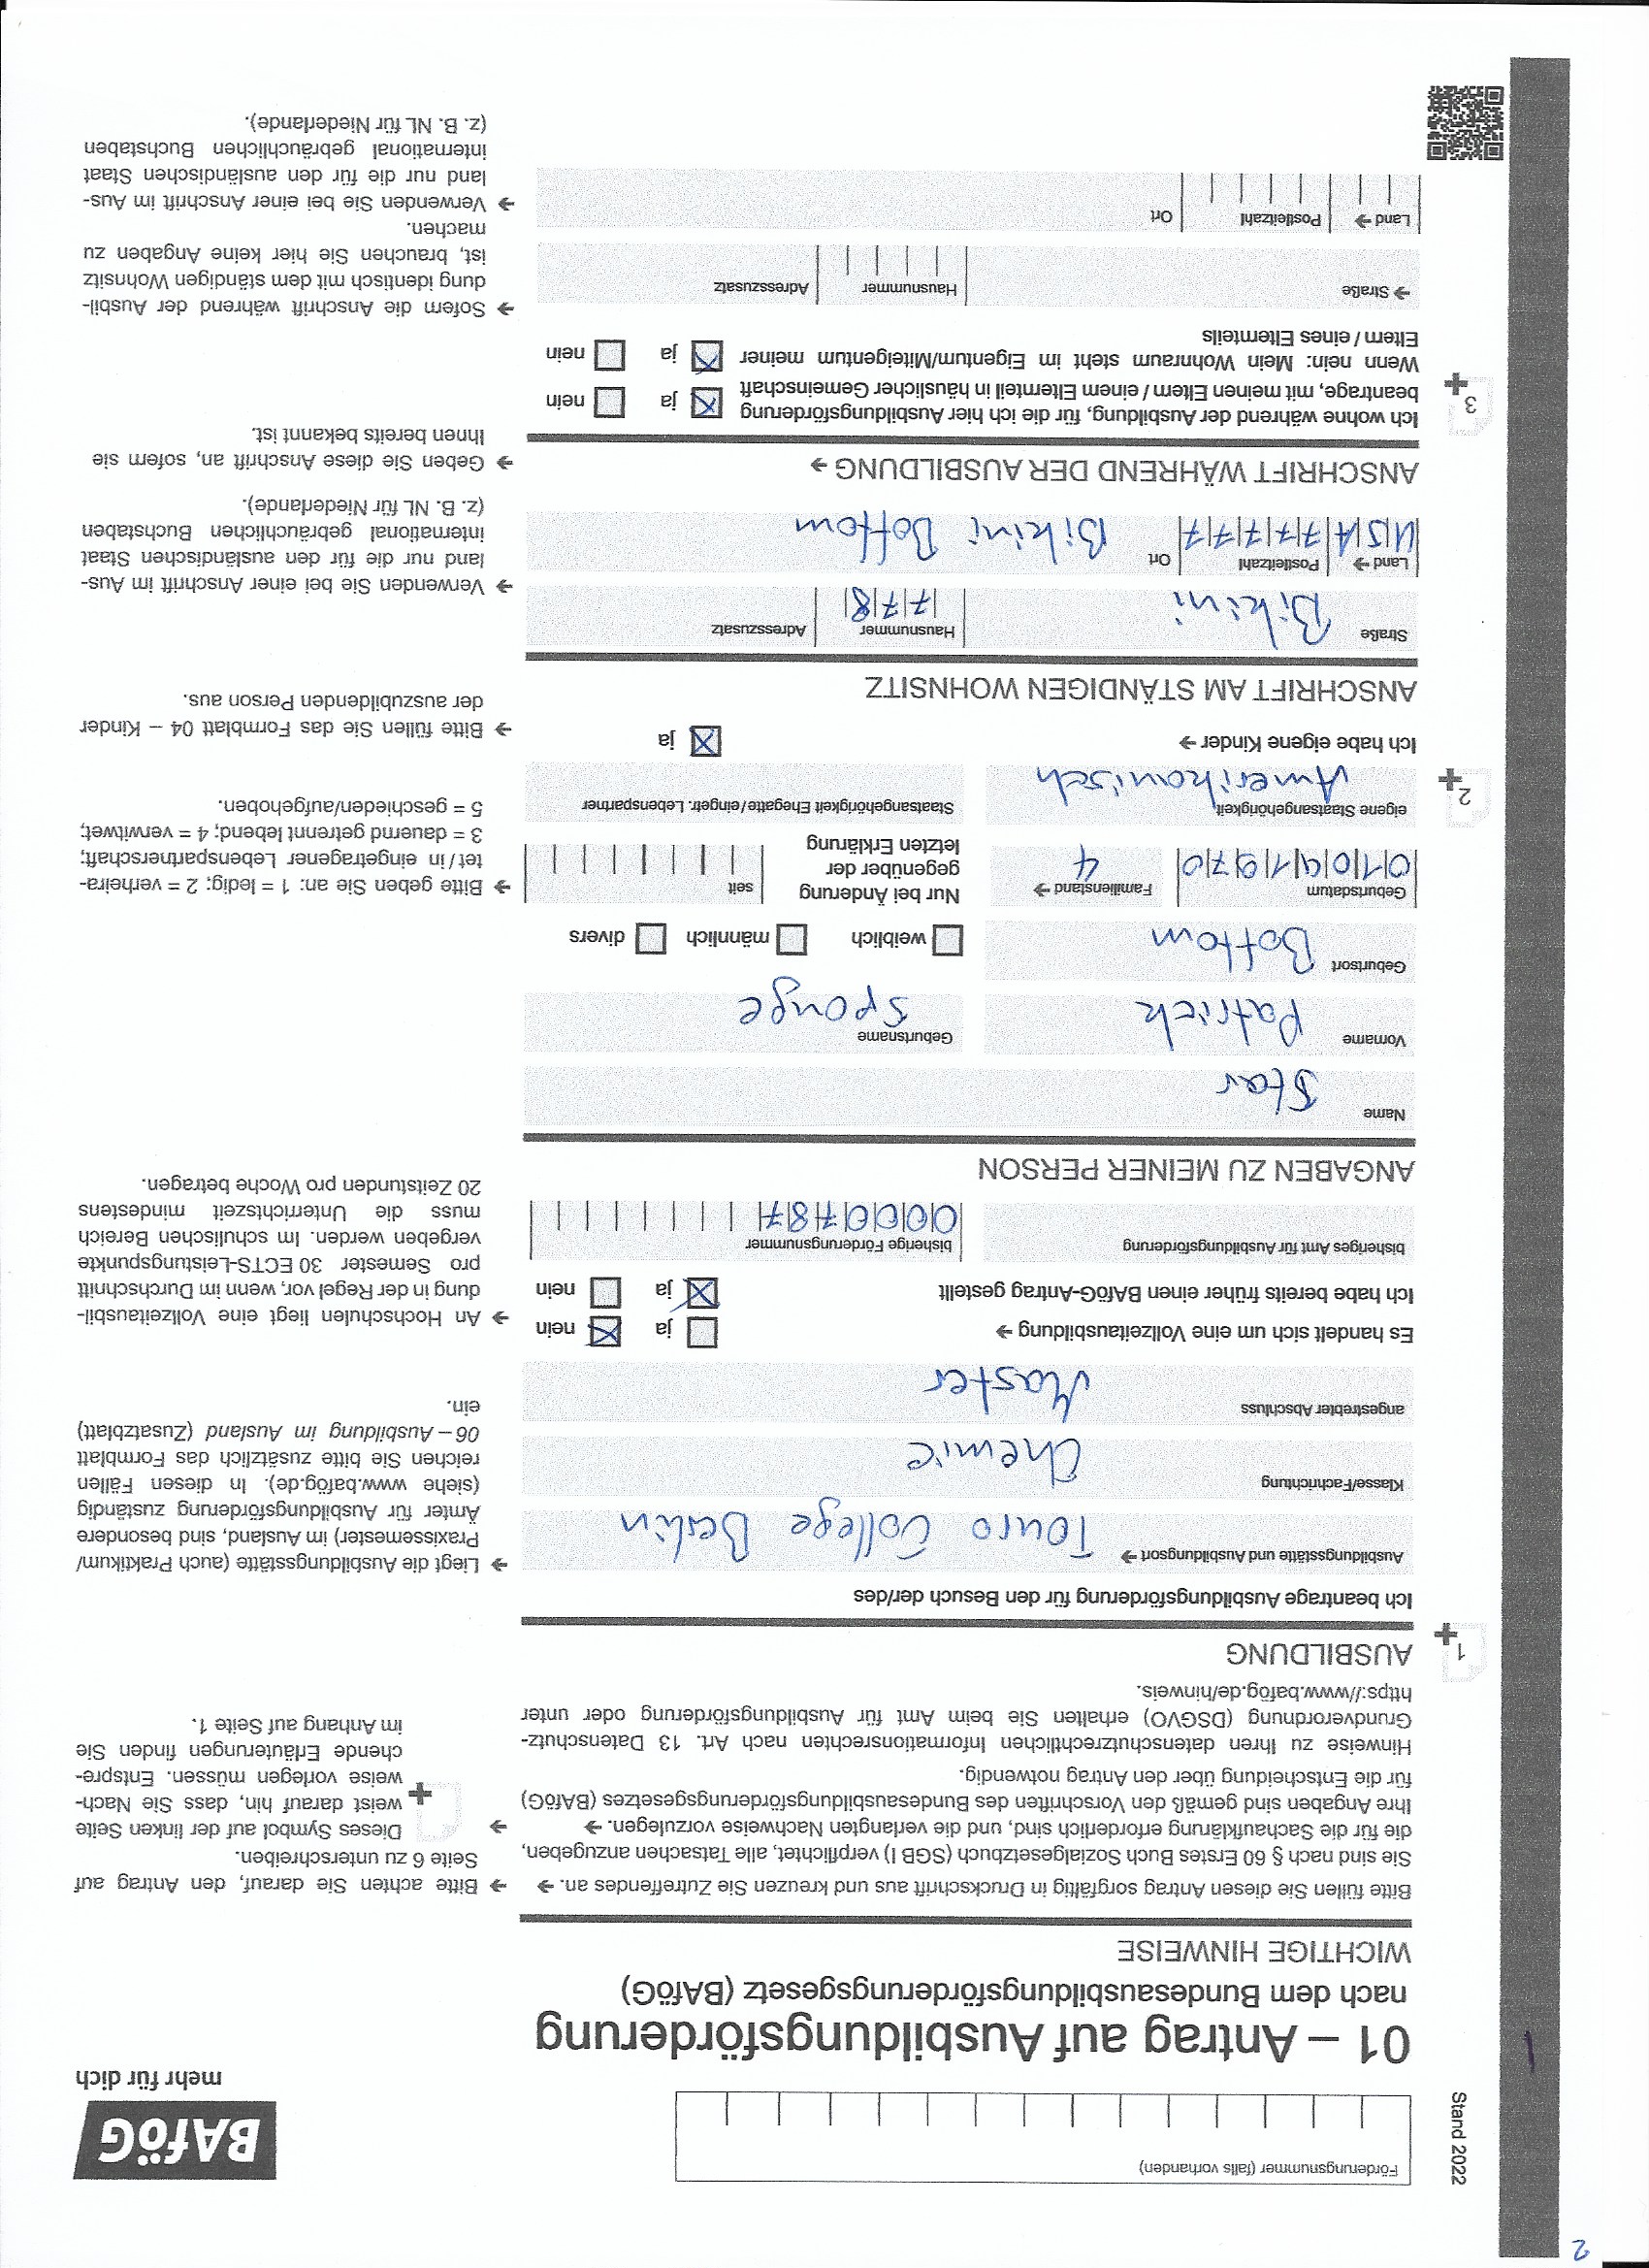 2
Stand 2022
Förderungsnummer (falls vorhanden)
BAföG
mehr für dich
01 – Antrag auf Ausbildungsförderung
nach dem Bundesausbildungsförderungsgesetz (BAföG)
WICHTIGE HINWEISE
Bitte füllen Sie diesen Antrag sorgfältig in Druckschrift aus und kreuzen Sie Zutreffendes an. →
Sie sind nach § 60 Erstes Buch Sozialgesetzbuch (SGB I) verpflichtet, alle Tatsachen anzugeben,
die für die Sachaufklärung erforderlich sind, und die verlangten Nachweise vorzulegen. →
Ihre Angaben sind gemäß den Vorschriften des Bundesausbildungsförderungsgesetzes (BAföG)
für die Entscheidung über den Antrag notwendig.
Hinweise zu Ihren datenschutzrechtlichen Informationsrechten nach Art. 13 Datenschutz-
Grundverordnung (DSGVO) erhalten Sie beim Amt für Ausbildungsförderung oder unter
https://www.bafög.de/hinweis.
→ Bitte achten Sie darauf, den Antrag auf
Seite 6 zu unterschreiben.
→ Dieses Symbol auf der linken Seite
weist darauf hin, dass Sie Nach-
weise vorlegen müssen. Entspre-
chende Erläuterungen finden Sie
im Anhang auf Seite 1.
1 AUSBILDUNG
Ich beantrage Ausbildungsförderung für den Besuch der/des
Ausbildungsstätte und Ausbildungsort → Touro College Berlin
Klasse/Fachrichtung Chemie
angestrebter Abschluss Master
→ Liegt die Ausbildungsstätte (auch Praktikum/
Praxissemester) im Ausland, sind besondere
Ämter für Ausbildungsförderung zuständig
(siehe www.bafög.de). In diesen Fällen
reichen Sie bitte zusätzlich das Formblatt
06 – Ausbildung im Ausland (Zusatzblatt)
ein.
Es handelt sich um eine Vollzeitausbildung → ja nein
Ich habe bereits früher einen BAföG-Antrag gestellt ja nein
bisheriges Amt für Ausbildungsförderung
bisherige Förderungsnummer
0000787
→ An Hochschulen liegt eine Vollzeitausbil-
dung in der Regel vor, wenn im Durchschnitt
pro Semester 30 ECTS-Leistungspunkte
vergeben werden. Im schulischen Bereich
muss die Unterrichtszeit mindestens
20 Zeitstunden pro Woche betragen.
ANGABEN ZU MEINER PERSON
Name Star
Vorname Patrick
Geburtsname Sponge
Geburtsort Bottom
weiblich männlich divers
Geburtsdatum 01041970
Familienstand → 4
Nur bei Änderung
gegenüber der
letzten Erklärung
seit
→ Bitte geben Sie an: 1 = ledig; 2 = verheira-
tet / in eingetragener Lebenspartnerschaft;
3 = dauernd getrennt lebend; 4 = verwitwet;
5 = geschieden/aufgehoben.
2 eigene Staatsangehörigkeit Amerikanisch
Staatsangehörigkeit Ehegatte/eingetr. Lebenspartner
Ich habe eigene Kinder → ja
→ Bitte füllen Sie das Formblatt 04 – Kinder
der auszubildenden Person aus.
ANSCHRIFT AM STÄNDIGEN WOHNSITZ
Straße Bikini
Hausnummer 778
Adresszusatz
Land → USA
Postleitzahl 77777
Ort Bikini Bottom
→ Verwenden Sie bei einer Anschrift im Aus-
land nur die für den ausländischen Staat
international gebräuchlichen Buchstaben
(z. B. NL für Niederlande).
ANSCHRIFT WÄHREND DER AUSBILDUNG →
→ Geben Sie diese Anschrift an, sofern sie
Ihnen bereits bekannt ist.
3 Ich wohne während der Ausbildung, für die ich hier Ausbildungsförderung
beantrage, mit meinen Eltern / einem Elternteil in häuslicher Gemeinschaft ja nein
Wenn nein: Mein Wohnraum steht im Eigentum/Miteigentum meiner
Eltern / eines Elternteils ja nein
→ Straße
Hausnummer
Adresszusatz
Land →
Postleitzahl
Ort
→ Sofern die Anschrift während der Ausbil-
dung identisch mit dem ständigen Wohnsitz
ist, brauchen Sie hier keine Angaben zu
machen.
→ Verwenden Sie bei einer Anschrift im Aus-
land nur die für den ausländischen Staat
international gebräuchlichen Buchstaben
(z. B. NL für Niederlande).